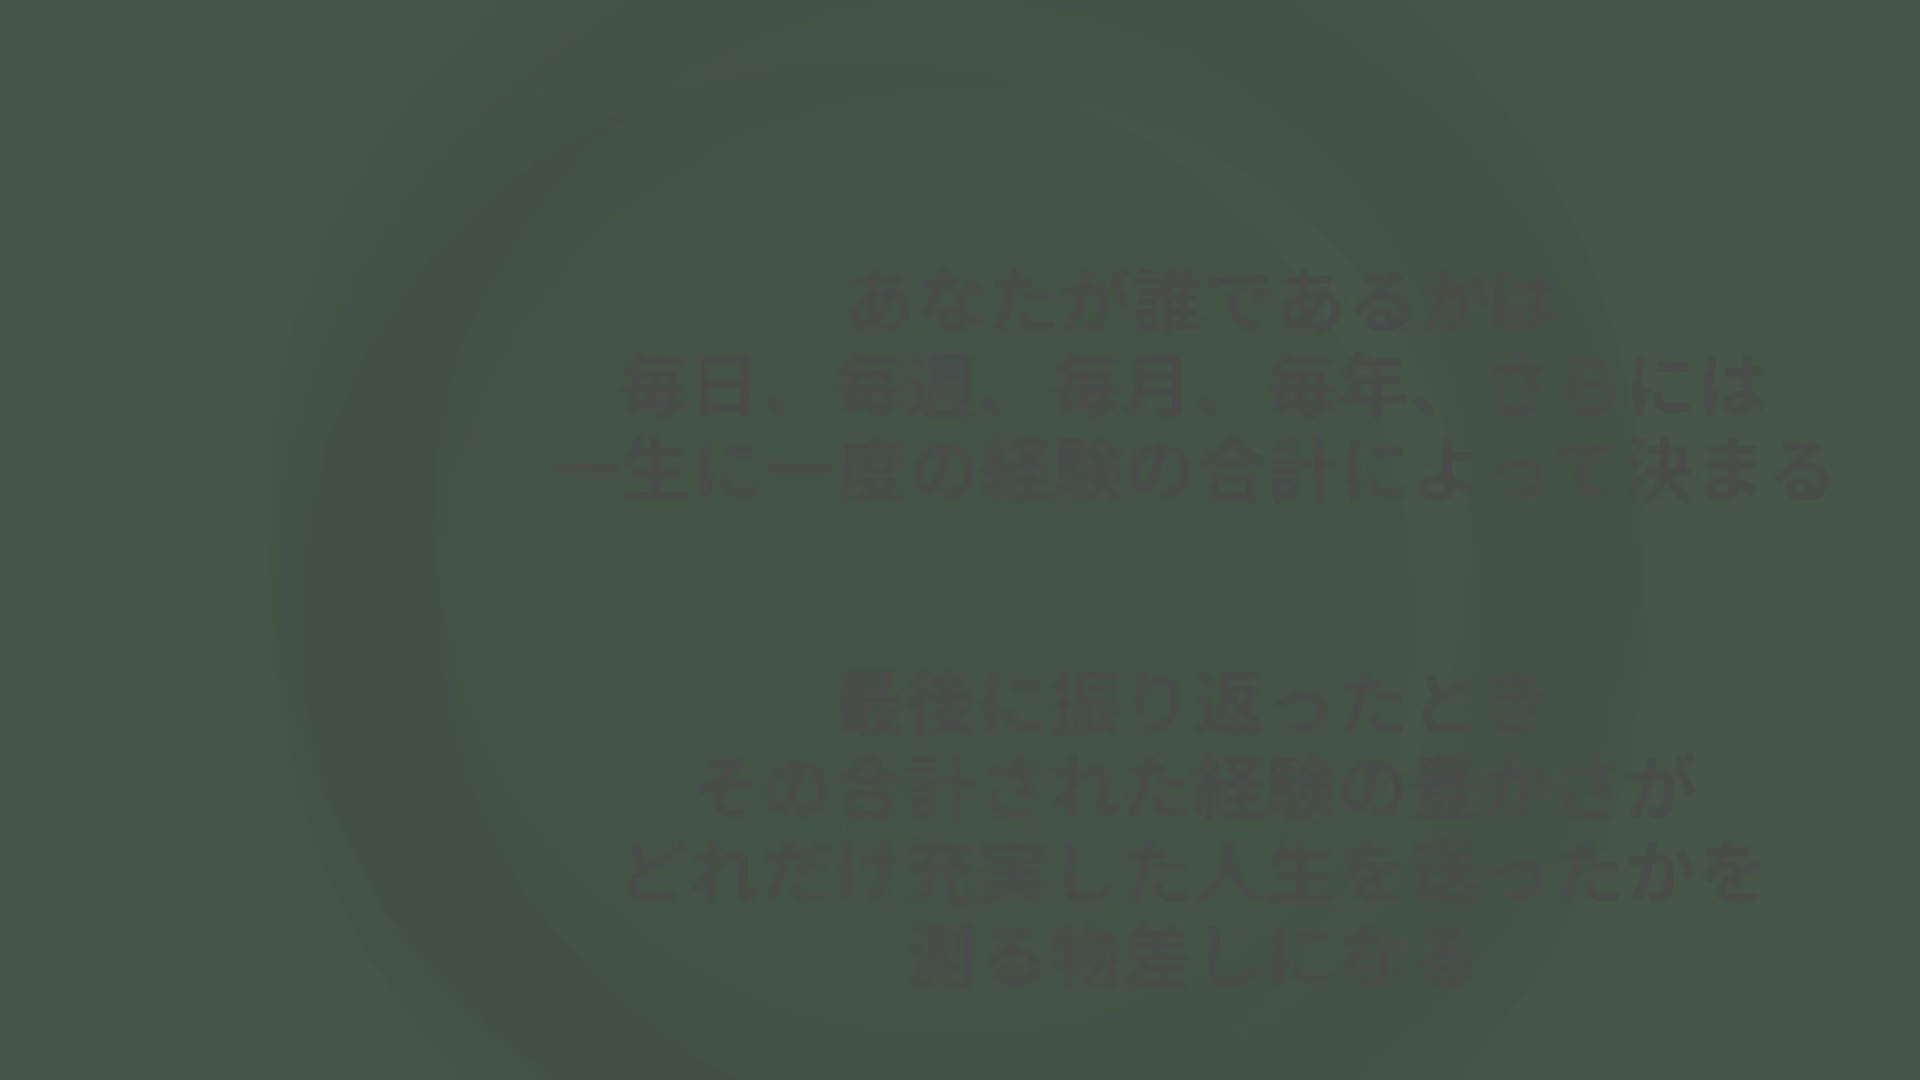 あなたが誰であるかは
毎日、毎週、毎月、毎年、さらには
一生に一度の経験の合計によって決まる
最後に振り返ったとき
その合計された経験の豊かさが
どれだけ充実した人生を送ったかを
測る物差しになる